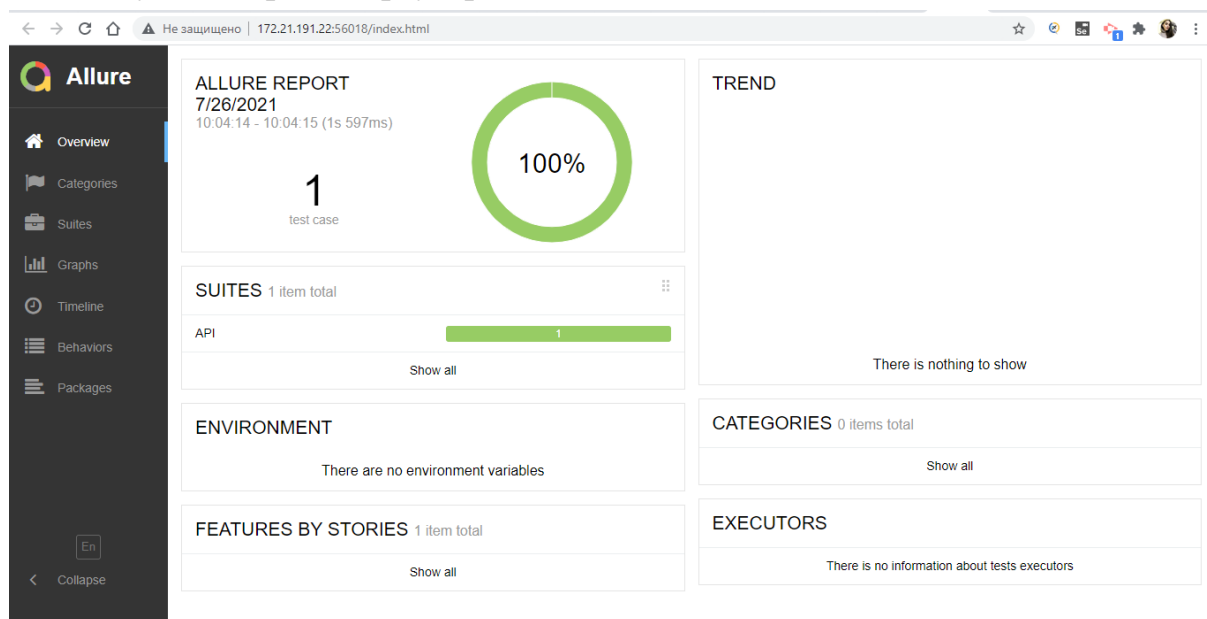 Не защищено | 172.21.191.22:56018/index.html
Se
1
Allure
Overview
Categories
Suites
Graphs
Timeline
Behaviors
Packages
En
Collapse
ALLURE REPORT
7/26/2021
10:04:14 - 10:04:15 (1s 597ms)
1
test case
100%
SUITES 1 item total
API 1
Show all
ENVIRONMENT
There are no environment variables
FEATURES BY STORIES 1 item total
Show all
TREND
There is nothing to show
CATEGORIES 0 items total
Show all
EXECUTORS
There is no information about tests executors